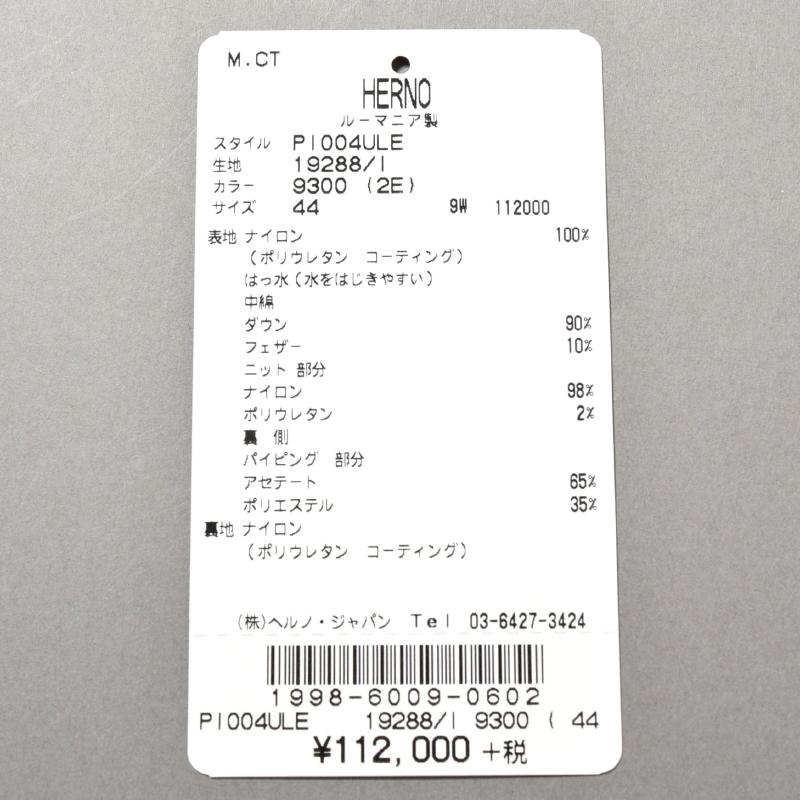 M.CT
HERNO
ルーマニア製
スタイル PI004ULE
生地 19288/I
カラー 9300 (2E)
サイズ 44 9W 112000
表地 ナイロン 100%
(ポリウレタン コーティング)
はっ水(水をはじきやすい)
中綿
ダウン 90%
フェザー 10%
ニット 部分
ナイロン 98%
ポリウレタン 2%
裏 側
パイピング 部分
アセテート 65%
ポリエステル 35%
裏地 ナイロン
(ポリウレタン コーティング)
(株)ヘルノ・ジャパン Tel 03-6427-3424
1998-6009-0602
PI004ULE 19288/I 9300 ( 44
¥112,000 +税